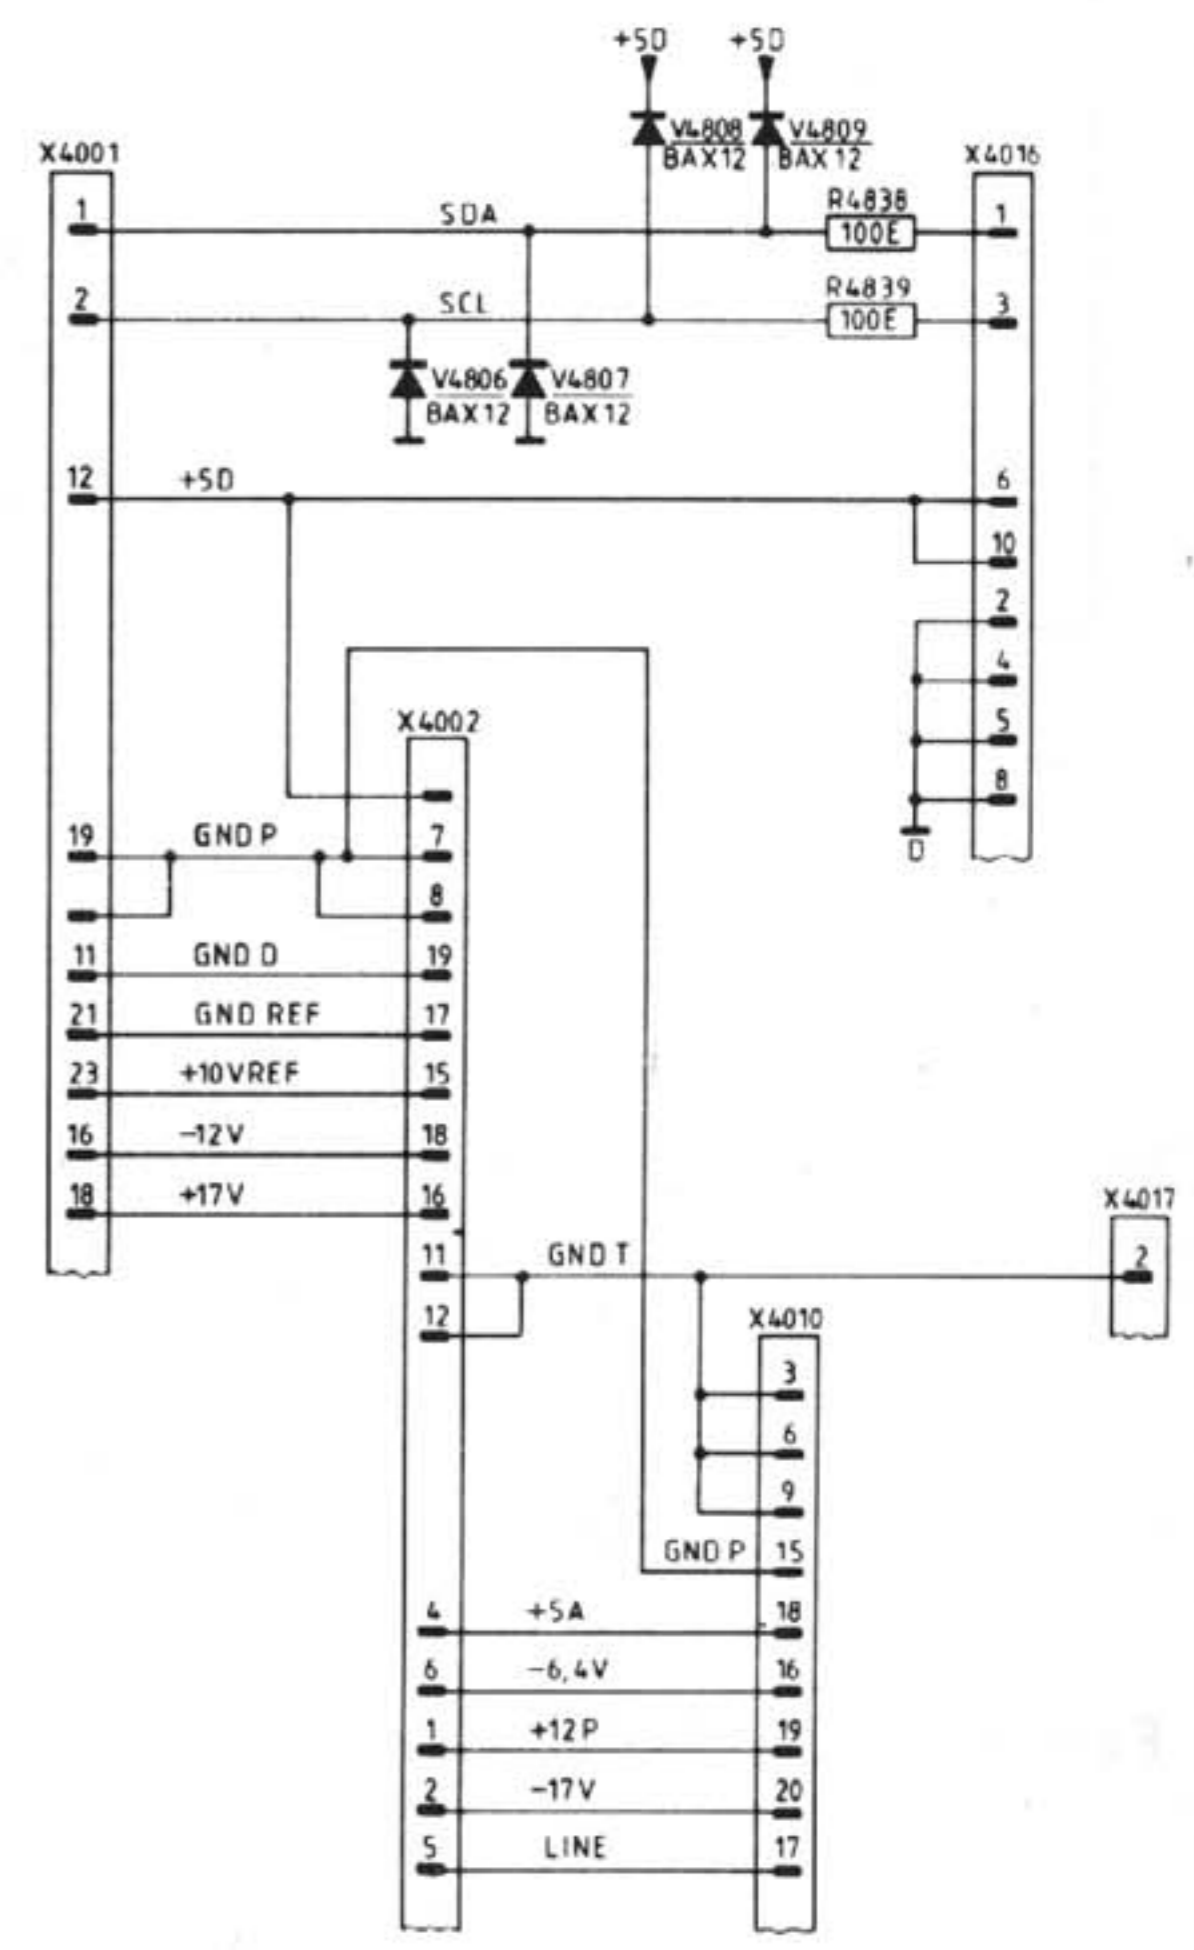 +5D +5D
V4808 V4809
BAX12 BAX12
X4001
X4016
R4838
1 SDA 100E 1
R4839
2 SCL 100E 3
V4806 V4807
BAX12 BAX12
12 +5D 6
10
2
4
X4002
5
8
19 GND P 7
D
8
11 GND D 19
21 GND REF 17
23 +10VREF 15
16 -12V 18
18 +17V 16
X4017
11 GND T 2
12
X4010
3
6
9
GND P 15
4 +5A 18
6 -6,4V 16
1 +12P 19
2 -17V 20
5 LINE 17